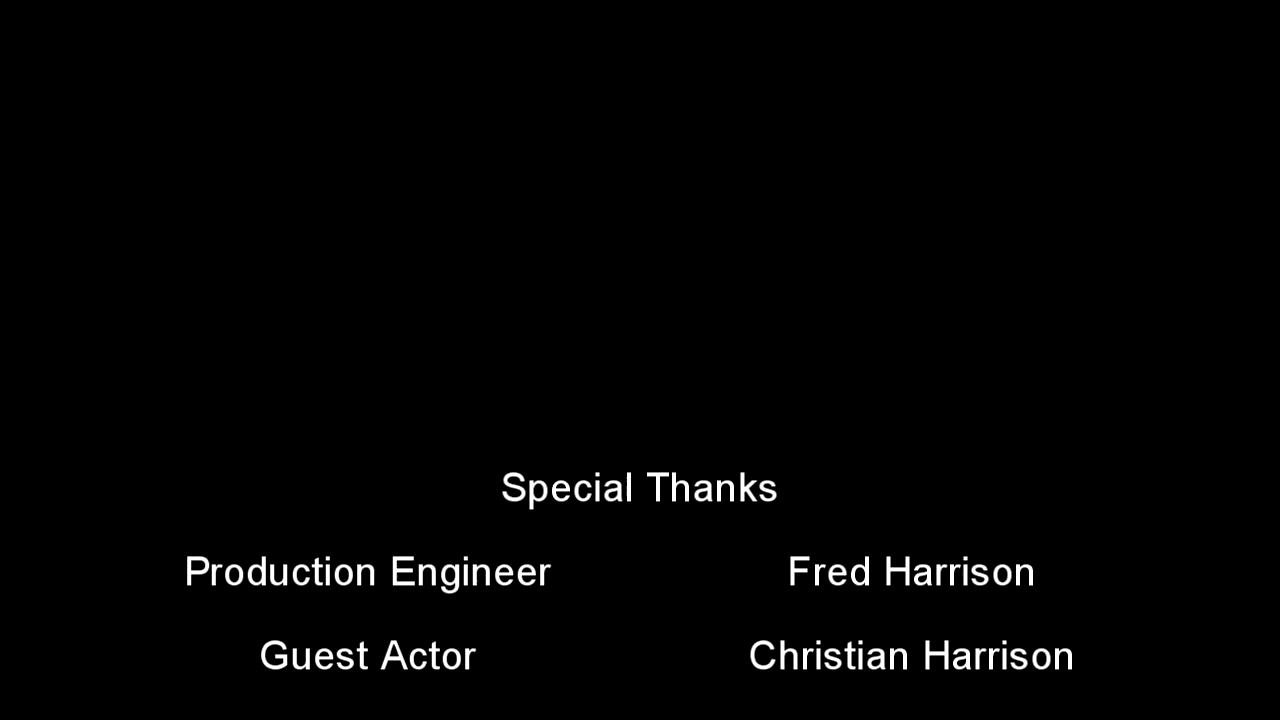 Special Thanks
Production Engineer Fred Harrison
Guest Actor Christian Harrison